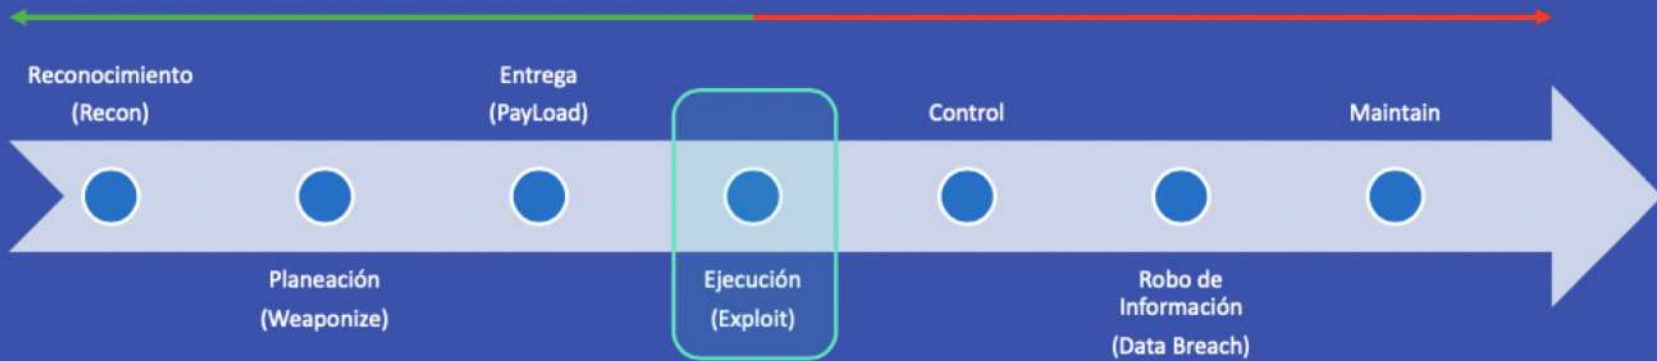 Reconocimiento
(Recon)
Planeación
(Weaponize)
Entrega
(PayLoad)
Ejecución
(Exploit)
Control
Robo de
Información
(Data Breach)
Maintain